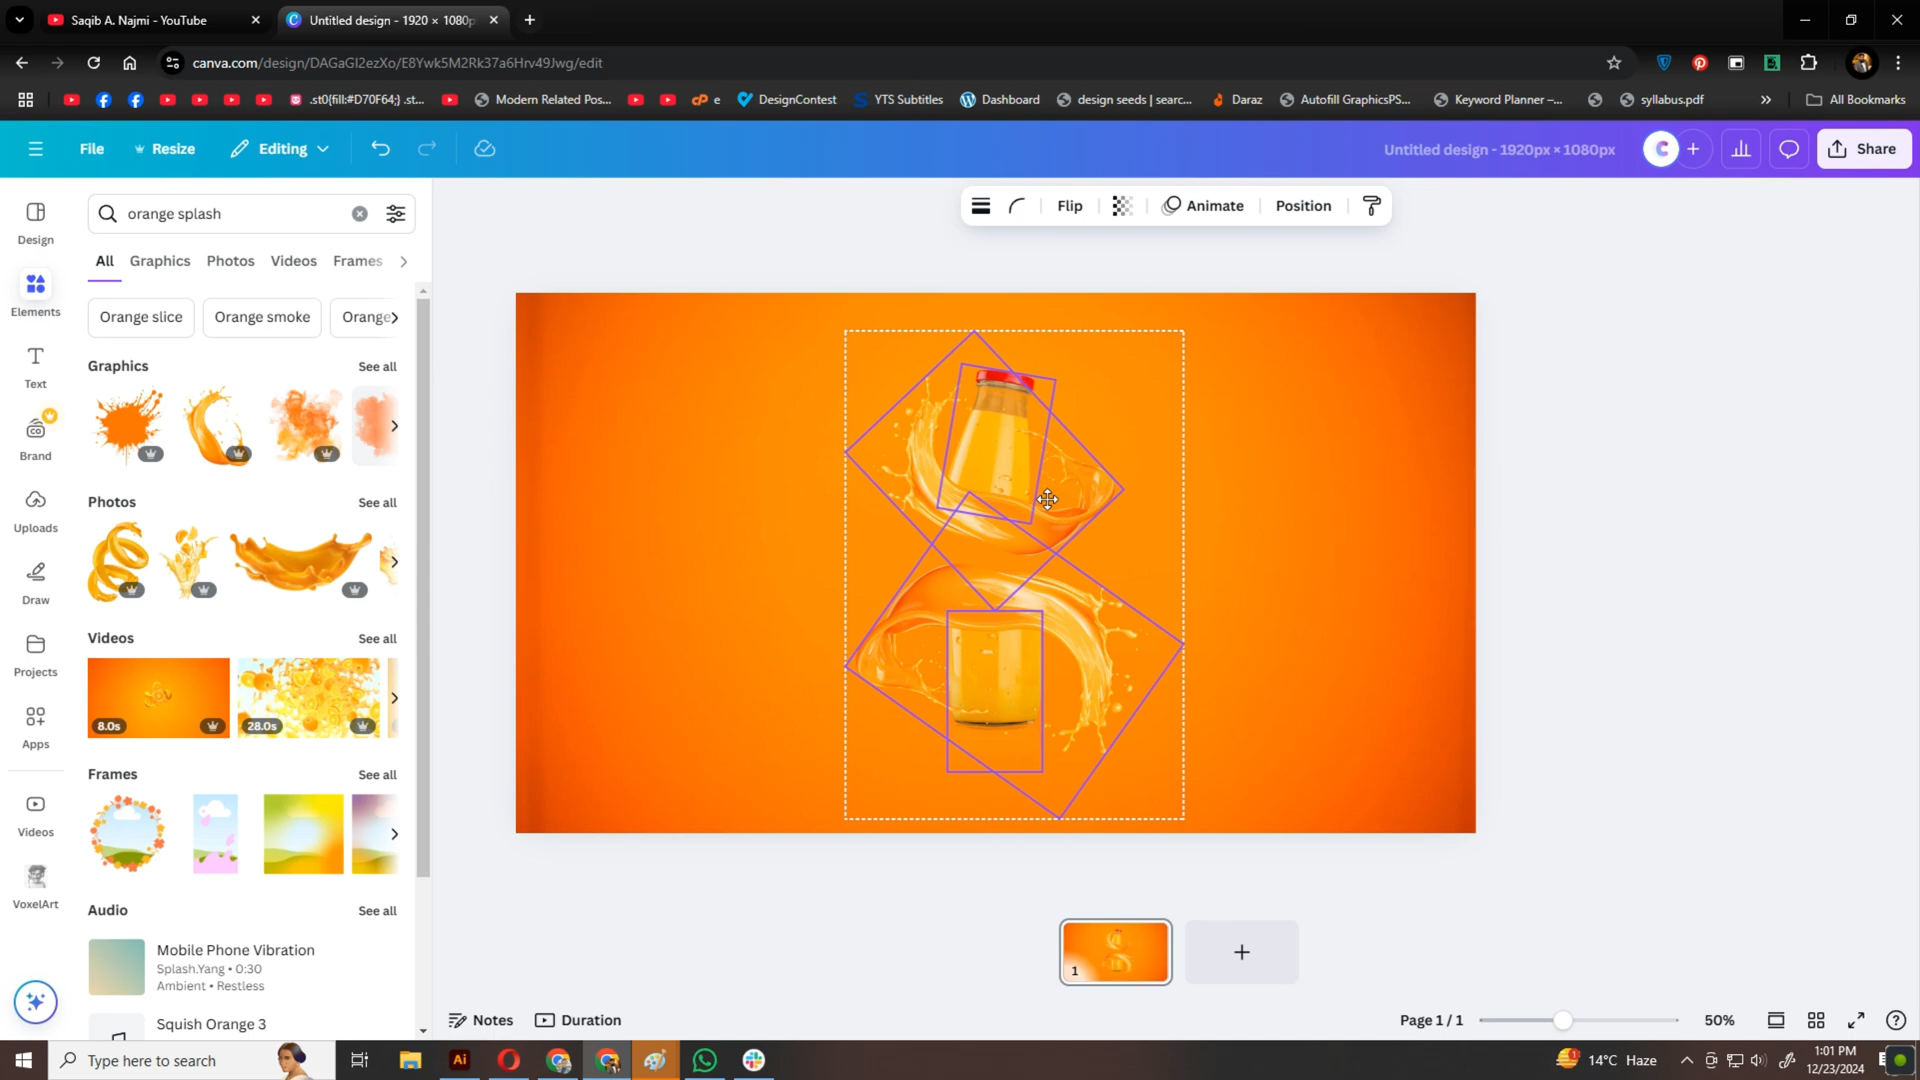 Saqib A. Najmi - YouTube
Untitled design - 1920 × 1080p
canva.com/design/DAGaGI2ezXo/E8Ywk5M2Rk37a6Hrv49Jwg/edit
.st0{fill:#D70F64;} .st...
Modern Related Pos...
e
DesignContest
YTS Subtitles
Dashboard
design seeds | searc...
Daraz
Autofill GraphicsPS...
Keyword Planner –...
syllabus.pdf
All Bookmarks
File
Resize
Editing
Untitled design - 1920px × 1080px
C
Share
Design
Elements
Text
Brand
Uploads
Draw
Projects
Apps
Videos
VoxelArt
orange splash
All
Graphics
Photos
Videos
Frames
Orange slice
Orange smoke
Orange
Graphics
See all
Photos
See all
Videos
See all
8.0s
28.0s
Frames
See all
Audio
See all
Mobile Phone Vibration
Splash.Yang • 0:30
Ambient • Restless
Squish Orange 3
Flip
Animate
Position
1
Notes
Duration
Page 1 / 1
50%
Type here to search
Ai
14°C Haze
1:01 PM
12/23/2024